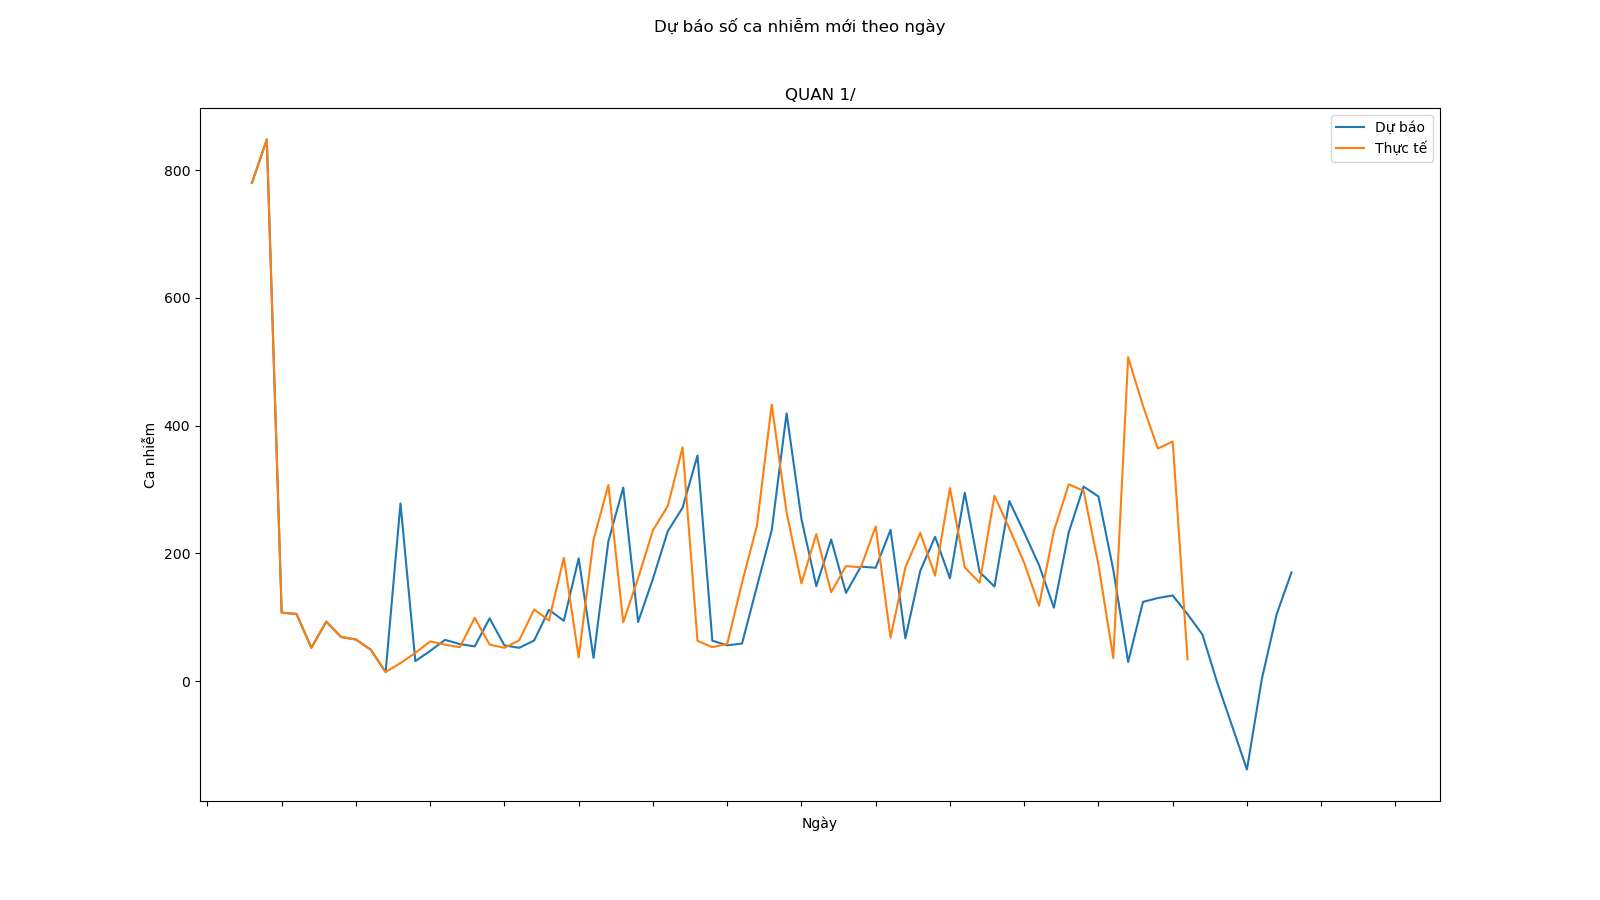 Dự báo số ca nhiễm mới theo ngày
QUAN 1/
Dự báo
Thực tế
800
600
400
200
0
Ca nhiễm
Ngày